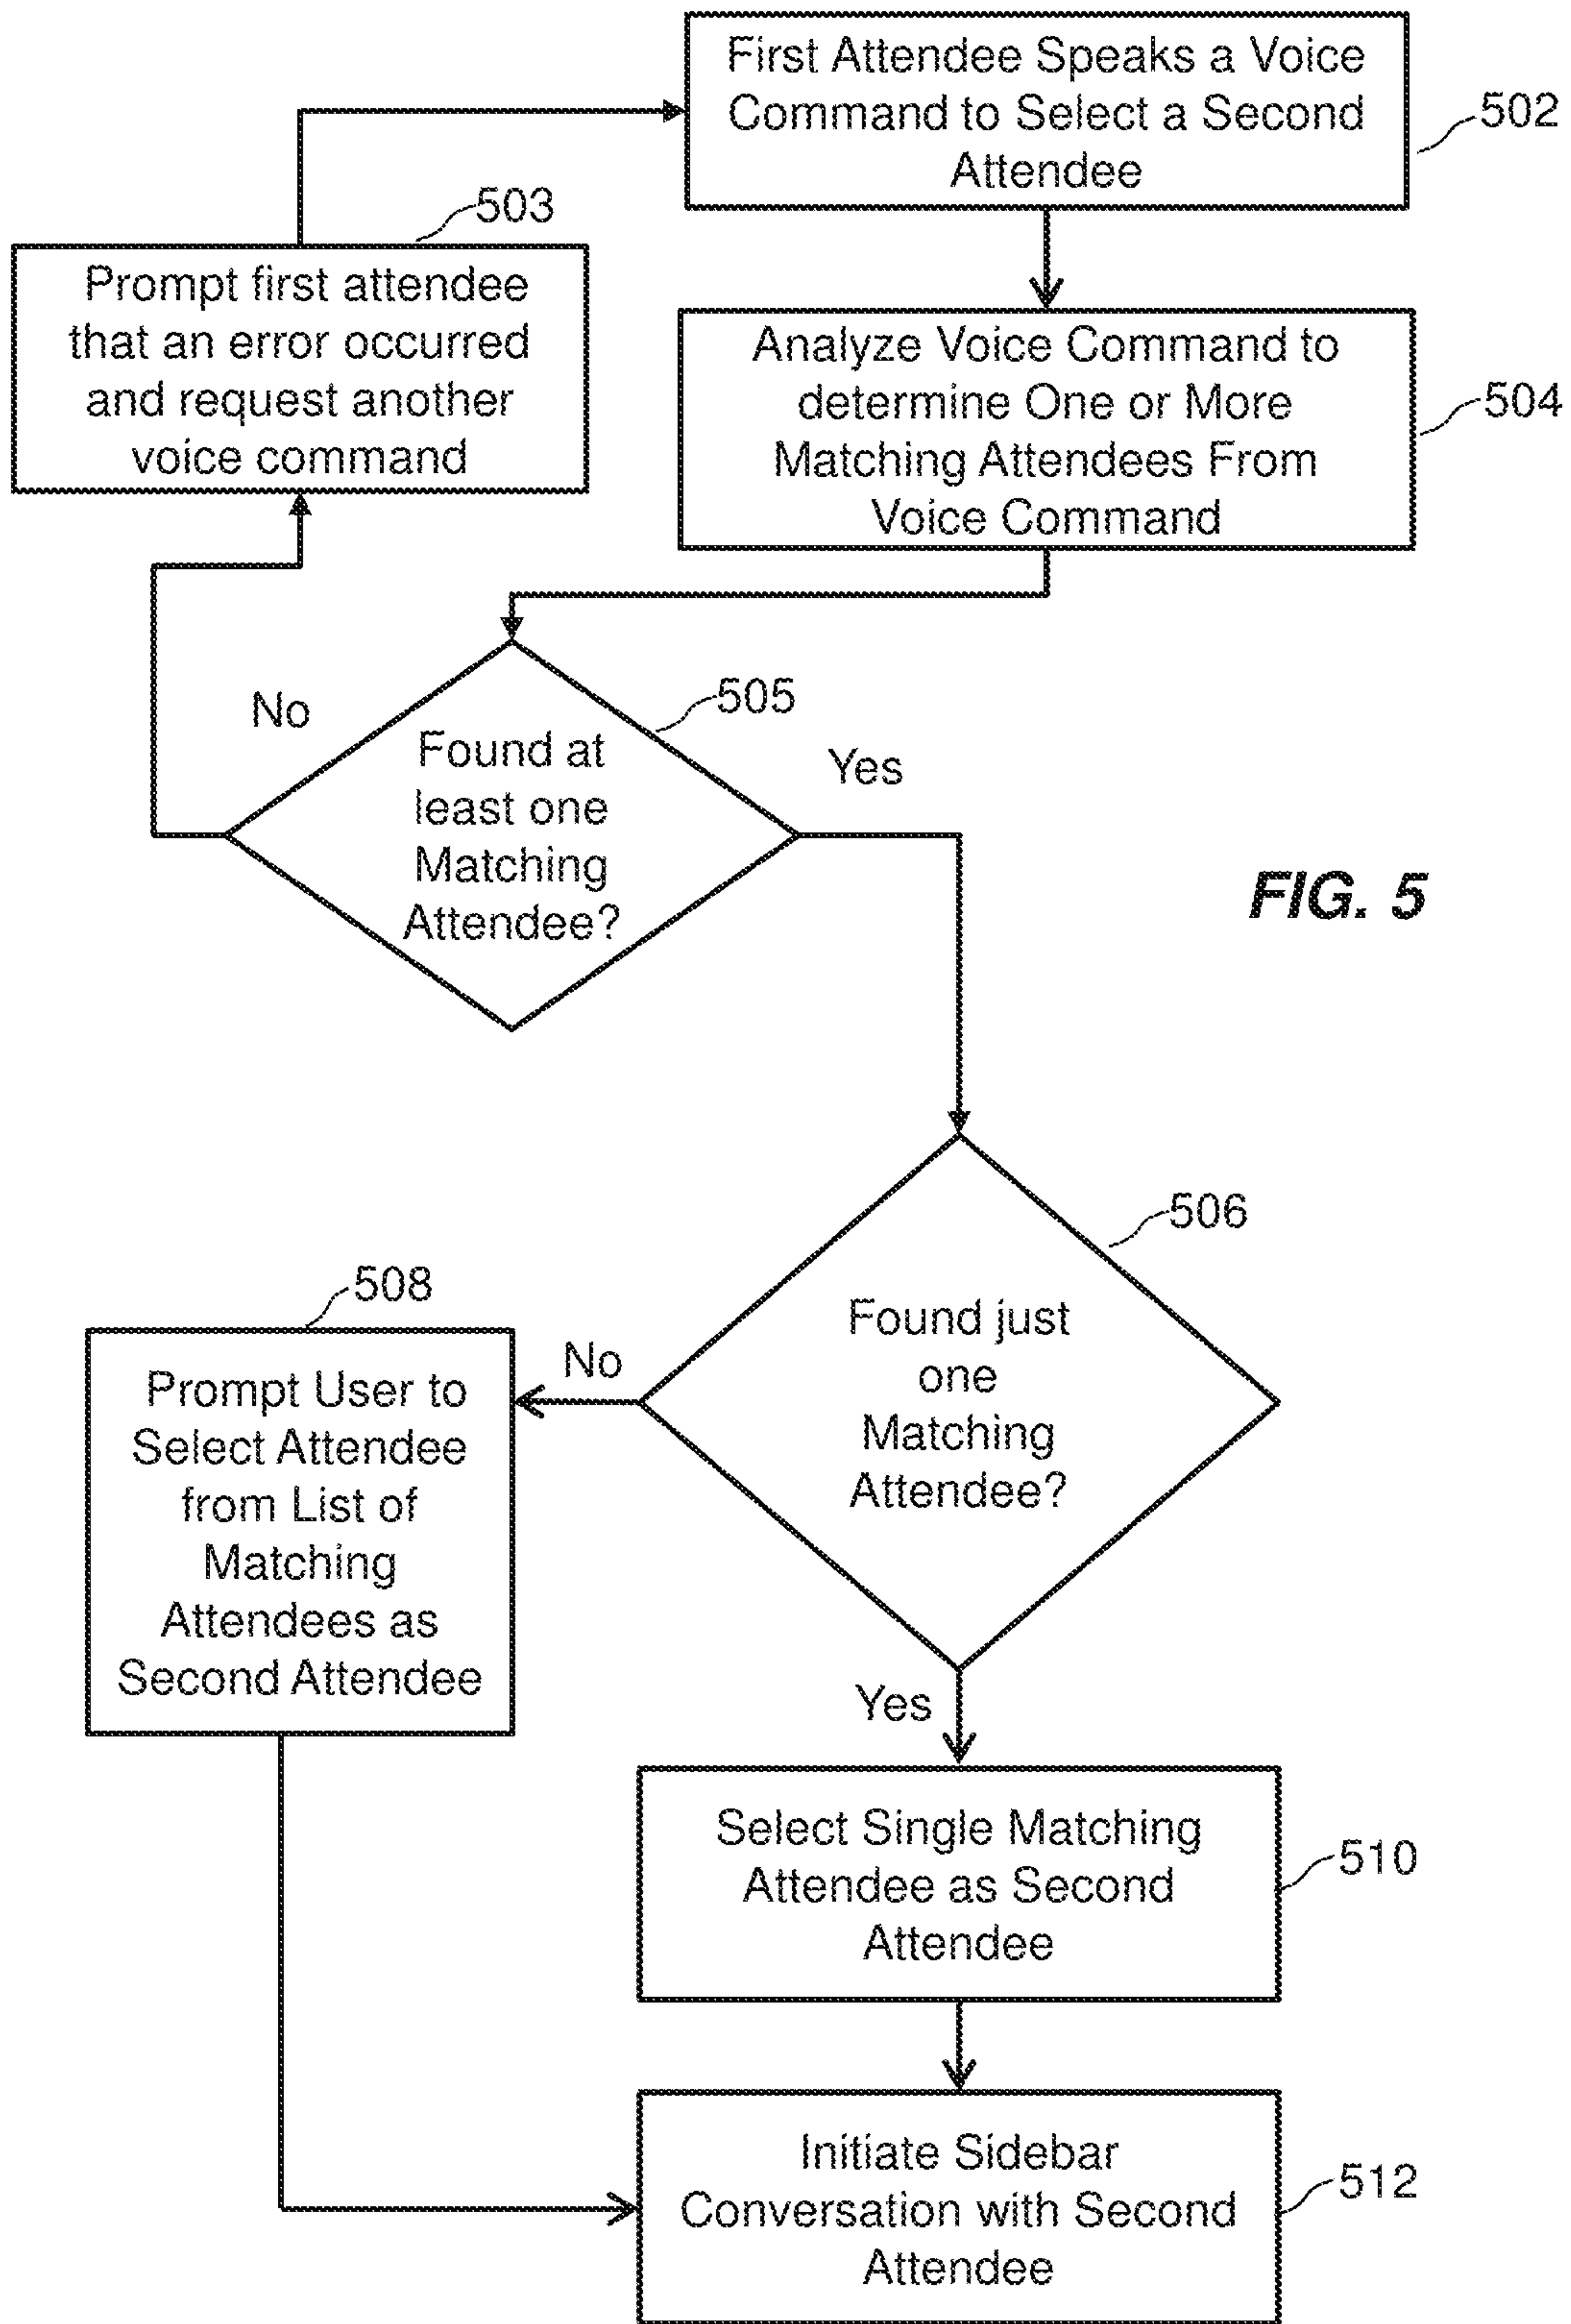 First Attendee Speaks a Voice
Command to Select a Second
Attendee
502
503
Prompt first attendee
that an error occurred
and request another
voice command
Analyze Voice Command to
determine One or More
Matching Attendees From
Voice Command
504
No
505
Yes
Found at
least one
Matching
Attendee?
FIG. 5
506
Found just
one
Matching
Attendee?
508
No
Prompt User to
Select Attendee
from List of
Matching
Attendees as
Second Attendee
Yes
Select Single Matching
Attendee as Second
Attendee
510
Initiate Sidebar
Conversation with Second
Attendee
512